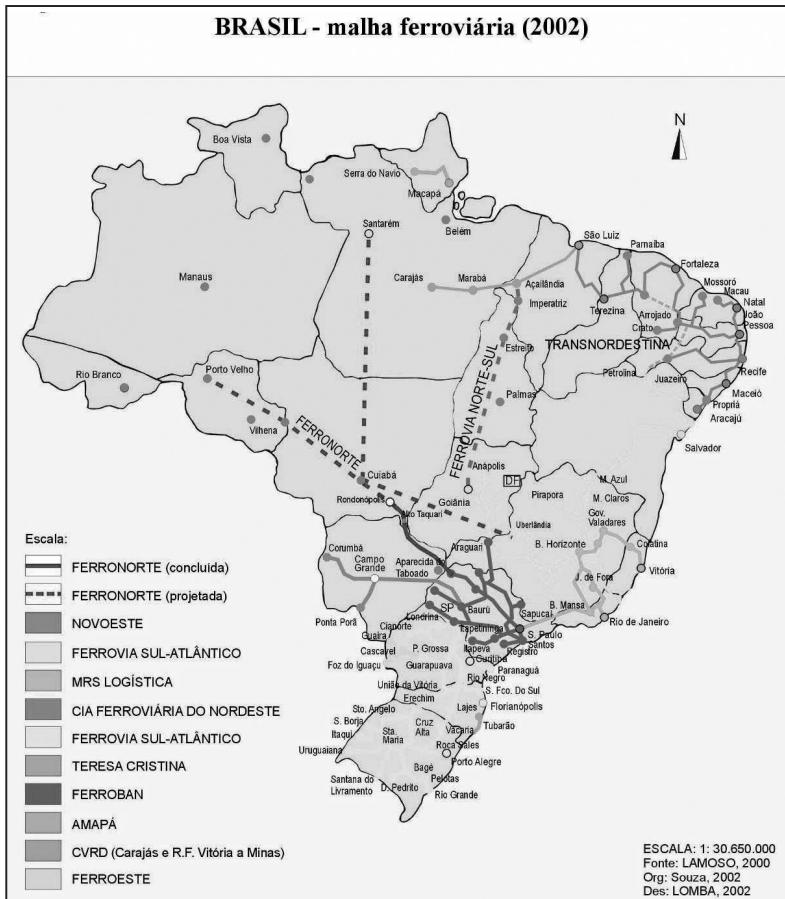 BRASIL - malha ferroviária (2002)
N
Boa Vista
Serra do Navio
Macapá
Santarém
Belém
São Luiz
Parnaíba
Fortaleza
Manaus
Carajás
Marabá
Açailândia
Imperatriz
Terezina
Mossoró
Macau
Natal
João
Pessoa
Arrojado
Crato
TRANSNORDESTINA
Estreito
Rio Branco
Porto Velho
Petrolina
Juazeiro
Recife
Maceió
Propriá
Aracajú
Palmas
Vilhena
FERRONORTE
FERROVIA NORTE-SUL
Salvador
Cuiabá
Anápolis
DF
Rondonópolis
Goiânia
Pirapora
M. Azul
M. Claros
Alto Taquari
Uberlândia
Gov.
Valadares
Araguari
B. Horizonte
Colatina
Corumbá
Campo
Grande
Aparecida do
Taboado
Vitória
J. de Fora
SP
Baurú
Sapucaí
B. Mansa
Rio de Janeiro
Ponta Porã
Londrina
Cianorte
Itapetininga
S. Paulo
Guaira
Itapeva
Santos
Cascavel
P. Grossa
Registro
Curitiba
Foz do Iguaçu
Guarapuava
Paranaguá
Rio Negro
União da Vitória
S. Fco. Do Sul
Erechim
Sto. Angelo
Lajes
Florianópolis
S. Borja
Cruz
Alta
Vacaria
Tubarão
Itaqui
Sta.
Maria
Roca Sales
Uruguaiana
Porto Alegre
Bagé
Santana do
Livramento
D. Pedrito
Pelotas
Rio Grande
Escala:
FERRONORTE (concluida)
FERRONORTE (projetada)
NOVOESTE
FERROVIA SUL-ATLÂNTICO
MRS LOGÍSTICA
CIA FERROVIÁRIA DO NORDESTE
FERROVIA SUL-ATLÂNTICO
TERESA CRISTINA
FERROBAN
AMAPÁ
CVRD (Carajás e R.F. Vitória a Minas)
FERROESTE
ESCALA: 1: 30.650.000
Fonte: LAMOSO, 2000
Org: Souza, 2002
Des: LOMBA, 2002